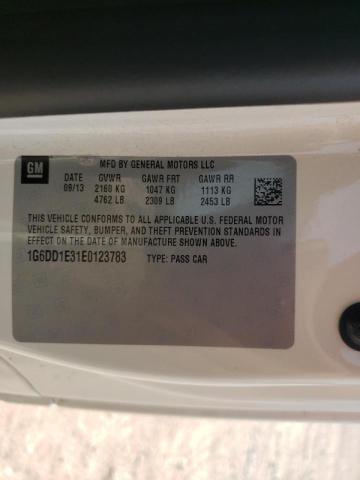 GM
MFD BY GENERAL MOTORS LLC
DATE GVWR GAWR FRT GAWR RR
09/13 2160 KG 1047 KG 1113 KG
4762 LB 2309 LB 2453 LB
THIS VEHICLE CONFORMS TO ALL APPLICABLE U.S. FEDERAL MOTOR
VEHICLE SAFETY, BUMPER, AND THEFT PREVENTION STANDARDS
IN EFFECT ON THE DATE OF MANUFACTURE SHOWN ABOVE.
1G6DD1E31E0123783 TYPE: PASS CAR